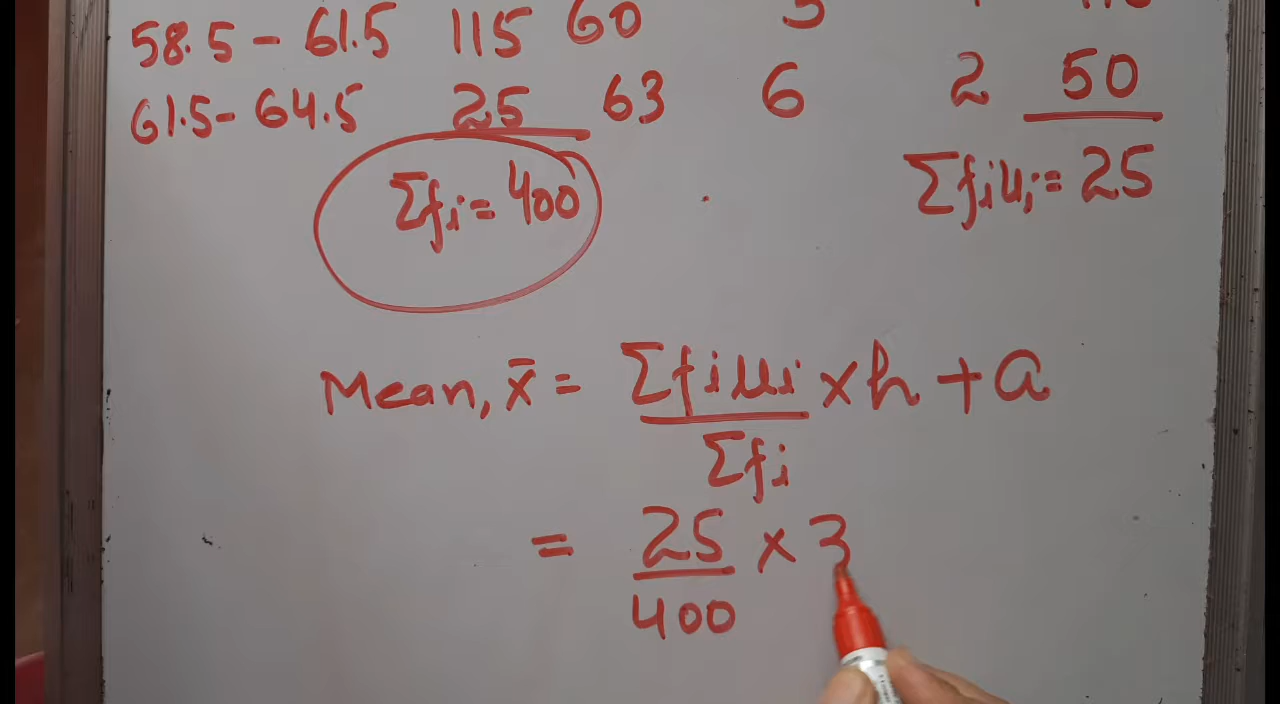 58.5 - 61.5 115 60 3
61.5 - 64.5 25 63 6 2 50
Σfi = 400 Σfiui = 25
Mean, x̄ = Σfiui / Σfi × h + a
= 25 / 400 × 3